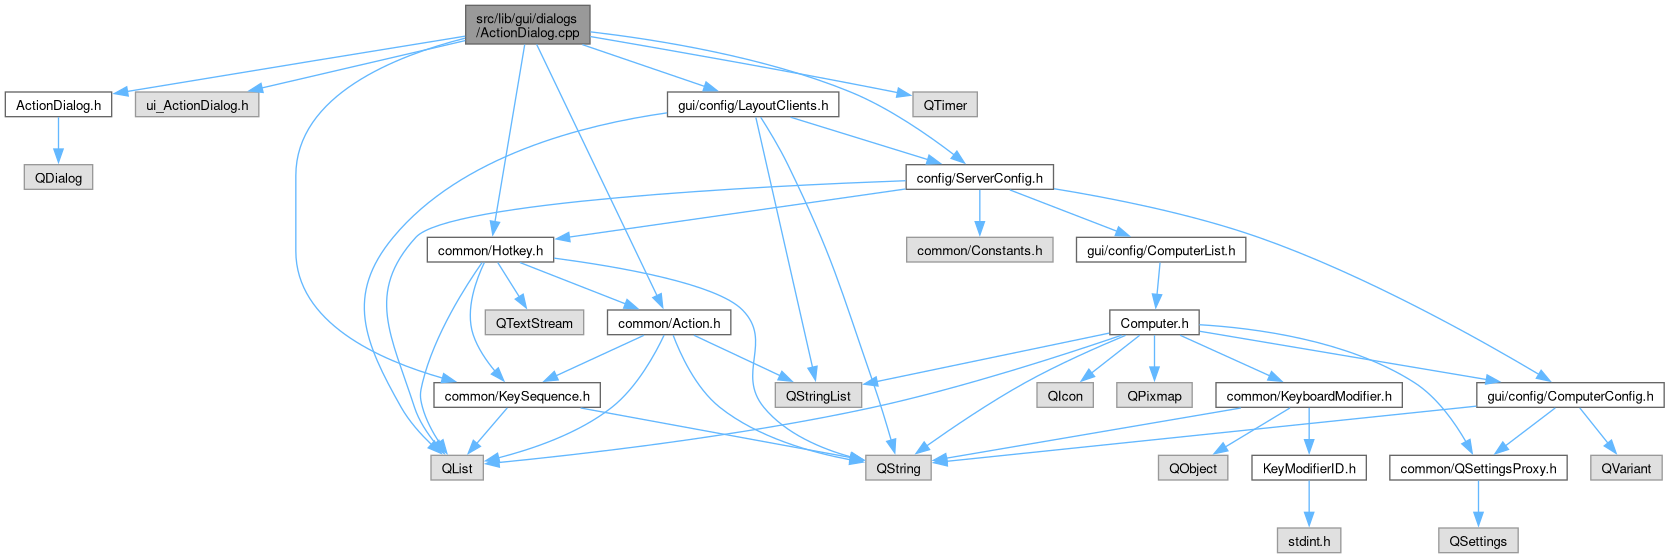 src/lib/gui/dialogs
/ActionDialog.cpp
ActionDialog.h
ui_ActionDialog.h
gui/config/LayoutClients.h
QTimer
QDialog
config/ServerConfig.h
common/Hotkey.h
common/Constants.h
gui/config/ComputerList.h
QTextStream
common/Action.h
Computer.h
common/KeySequence.h
QStringList
QIcon
QPixmap
common/KeyboardModifier.h
gui/config/ComputerConfig.h
QList
QString
QObject
KeyModifierID.h
common/QSettingsProxy.h
QVariant
stdint.h
QSettings